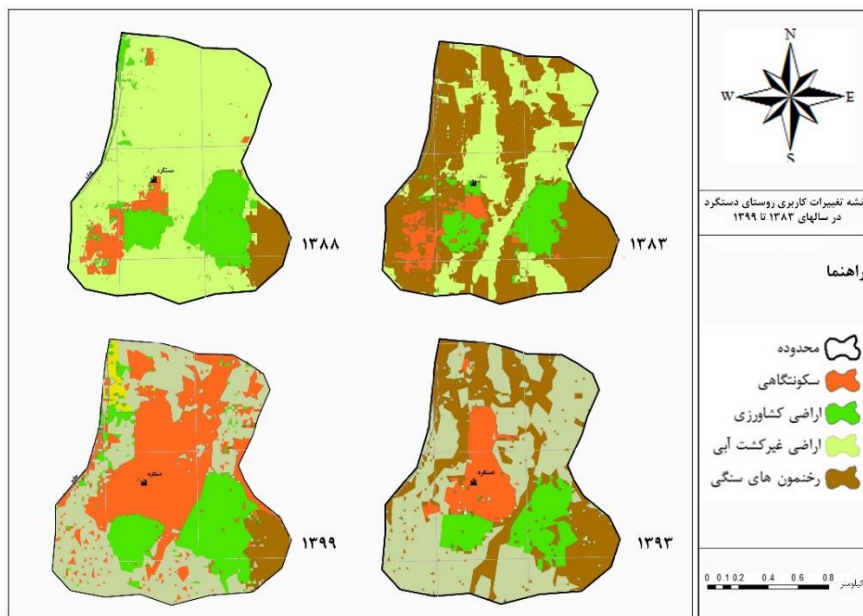 N
W E
S
نقشه تغییرات کاربری روستای دستگرد
در سالهای ۱۳۸۳ تا ۱۳۹۹
راهنما
محدوده
سکونتگاهی
اراضی کشاورزی
اراضی غیرکشت آبی
رخنمون های سنگی
0 0.1 0.2 0.4 0.6 0.8 کیلومتر
۱۳۸۳
دستگرد
۱۳۸۸
دستگرد
۱۳۹۳
دستگرد
۱۳۹۹